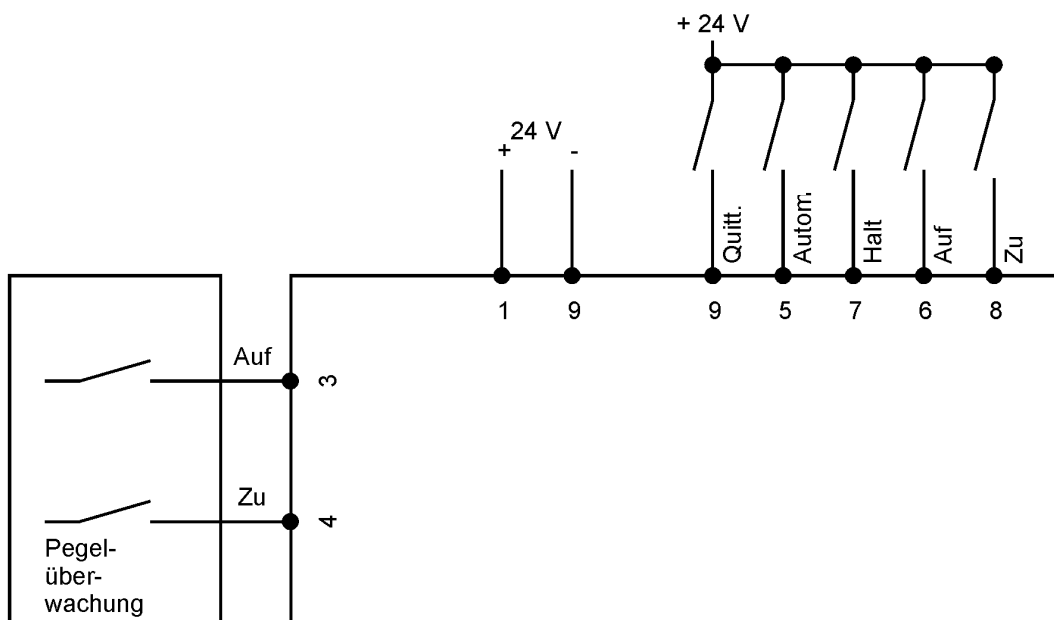 + 24 V
24 V
+ -
Quitt.
Autom.
Halt
Auf
Zu
1 9 9 5 7 6 8
Auf
3
Zu
4
Pegel-
über-
wachung